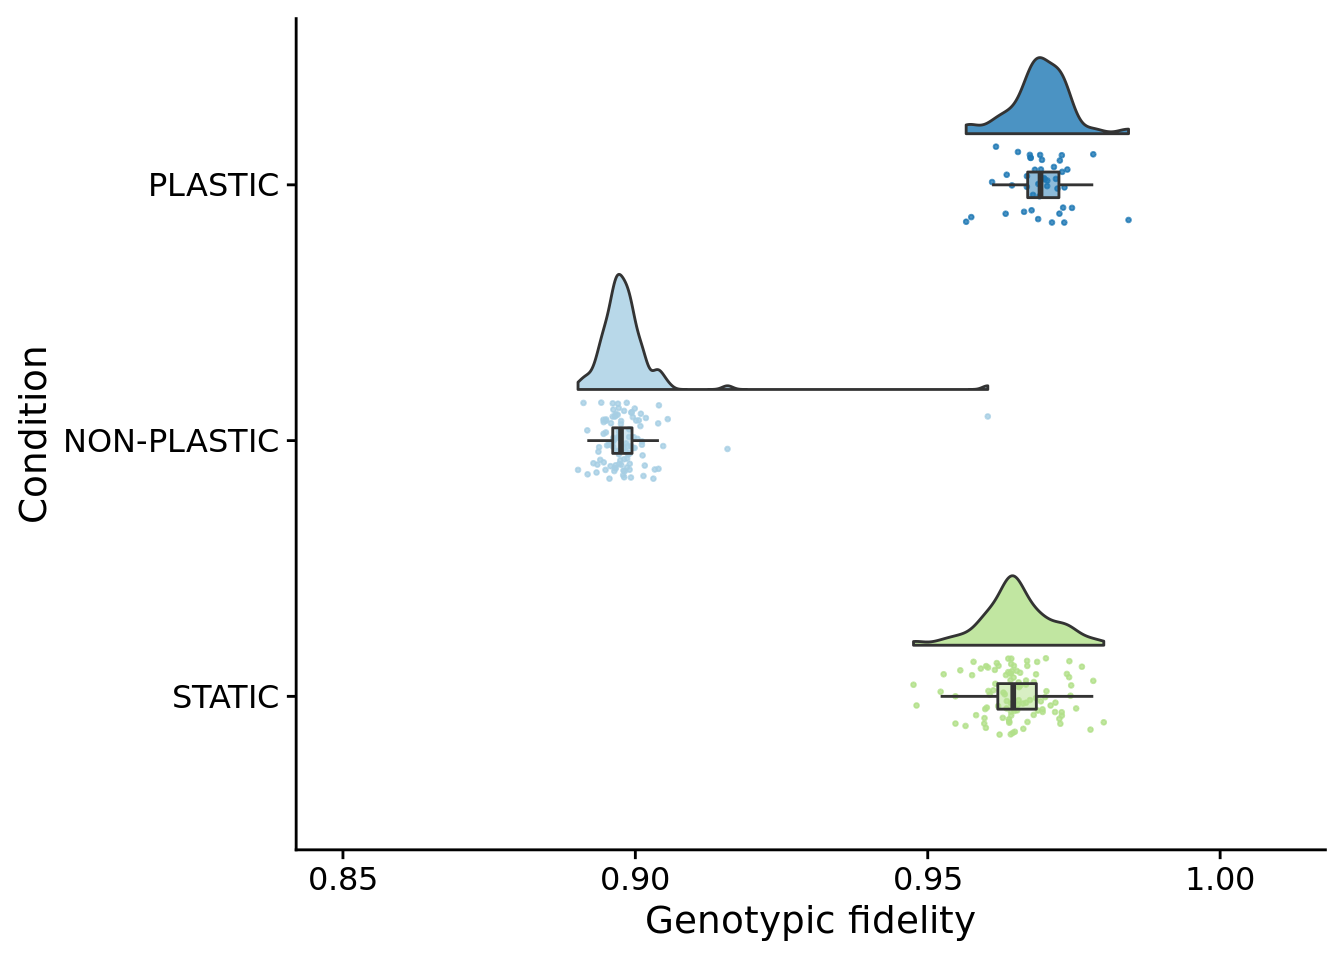 PLASTIC
NON-PLASTIC
STATIC
Condition
0.85 0.90 0.95 1.00
Genotypic fidelity